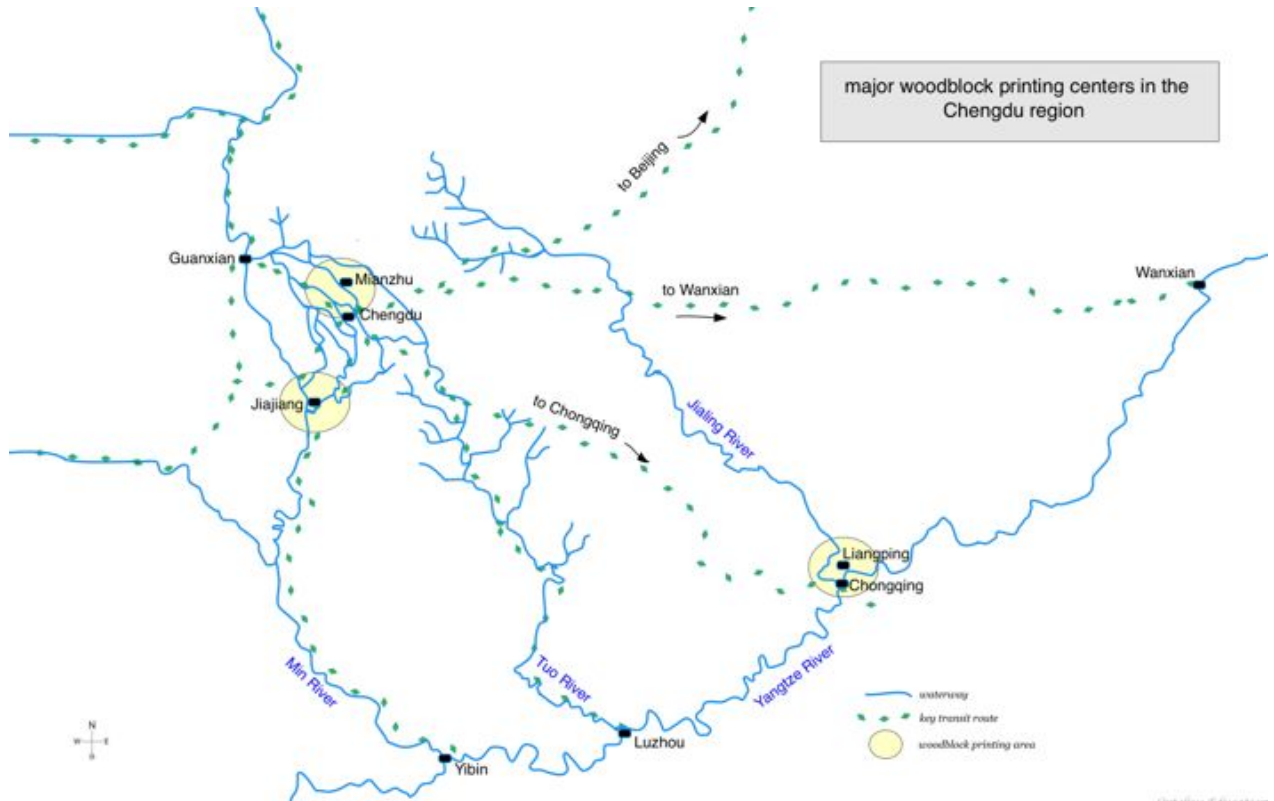 major woodblock printing centers in the
Chengdu region
to Beijing
Guanxian
Mianzhu
Wanxian
to Wanxian
Chengdu
Jiajiang
to Chongqing
Jialing River
Liangping
Chongqing
Min River
Tuo River
Yangtze River
waterway
key transit route
woodblock printing area
N
W
E
S
Luzhou
Yibin